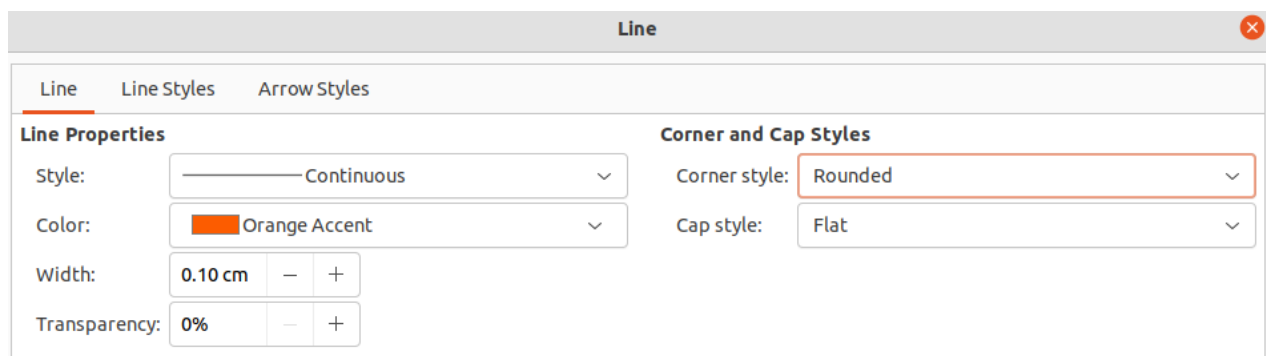 Line
Line Line Styles Arrow Styles
Line Properties
Style: Continuous
Color: Orange Accent
Width: 0.10 cm
Transparency: 0%
Corner and Cap Styles
Corner style: Rounded
Cap style: Flat